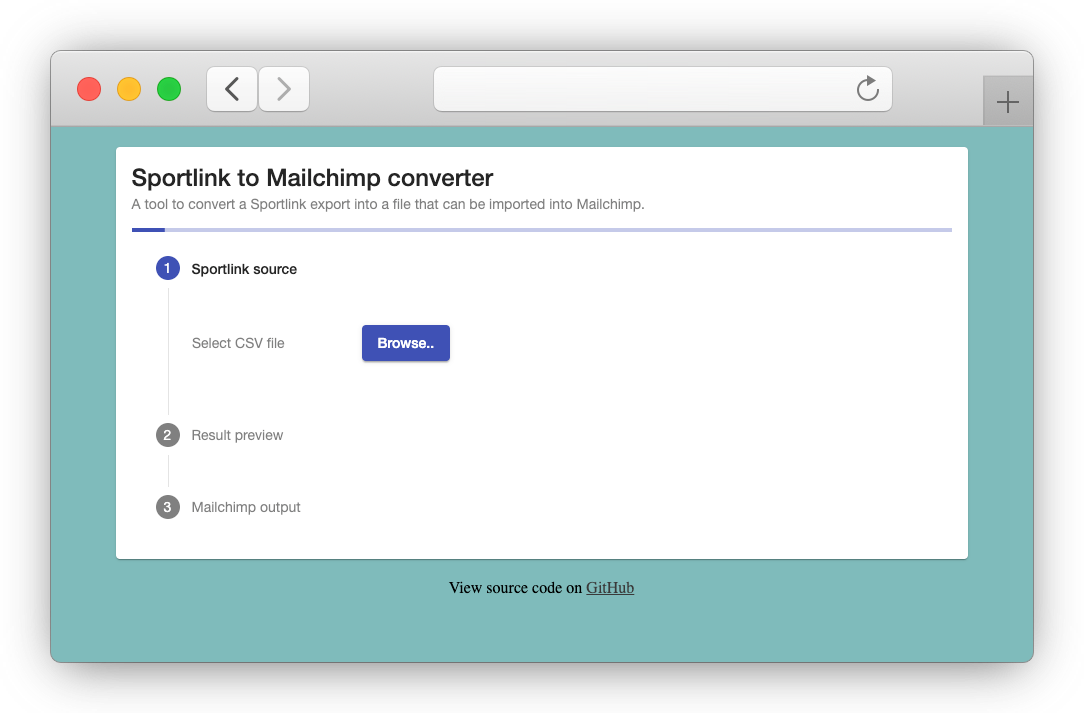 Sportlink to Mailchimp converter
A tool to convert a Sportlink export into a file that can be imported into Mailchimp.
1 Sportlink source
Select CSV file Browse..
2 Result preview
3 Mailchimp output
View source code on GitHub